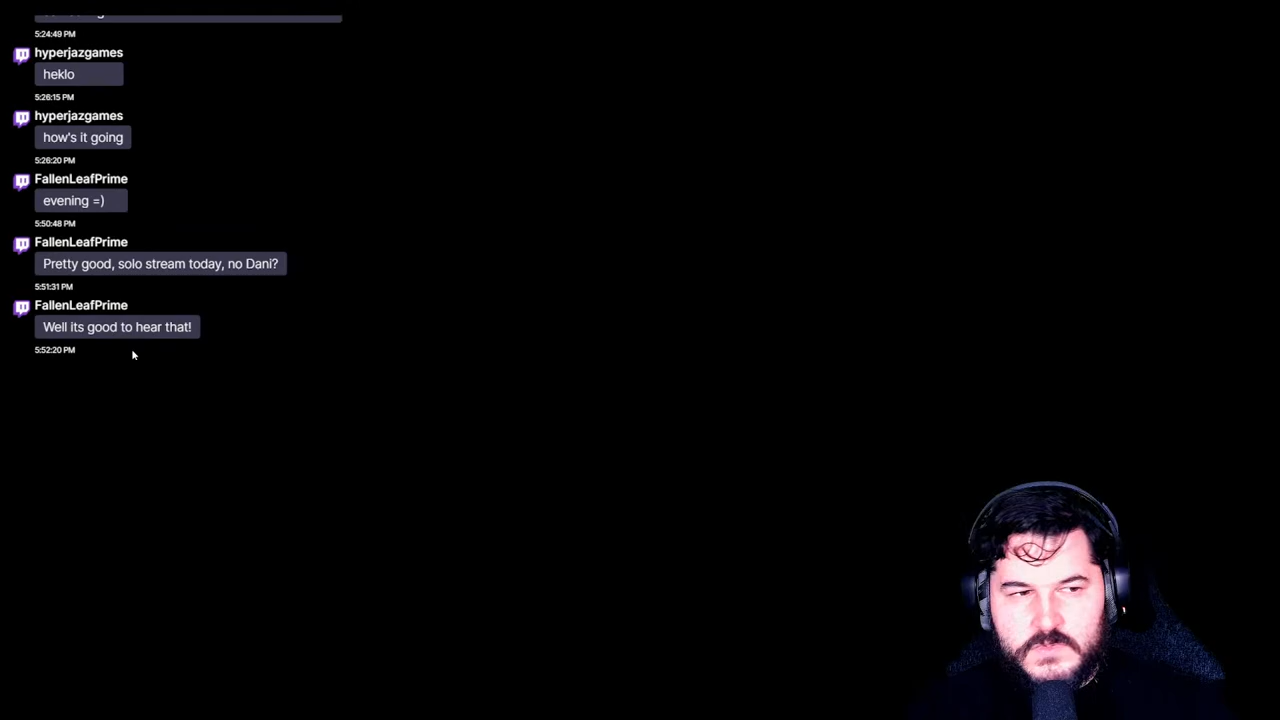 5:24:49 PM
hyperjazgames
heklo
5:26:15 PM
hyperjazgames
how's it going
5:26:20 PM
FallenLeafPrime
evening =)
5:50:48 PM
FallenLeafPrime
Pretty good, solo stream today, no Dani?
5:51:31 PM
FallenLeafPrime
Well its good to hear that!
5:52:20 PM